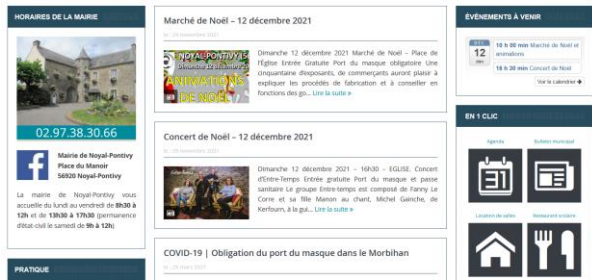 HORAIRES DE LA MAIRIE
02.97.38.30.66
Mairie de Noyal-Pontivy
Place du Manoir
56920 Noyal-Pontivy
La mairie de Noyal-Pontivy vous
accueille du lundi au vendredi de 8h30 à
12h et de 13h30 à 17h30 (permanence
d'état-civil le samedi de 9h à 12h)
PRATIQUE
Marché de Noël – 12 décembre 2021
NOYAL-PONTIVY
Dimanche 12 décembre
ANIMATIONS
DE NOËL
Dimanche 12 décembre 2021 Marché de Noël – Place de
l'Église Entrée Gratuite Port du masque obligatoire Une
cinquantaine d'exposants, de commerçants auront plaisir à
expliquer les procédés de fabrication et à conseiller en
fonctions des go... Lire la suite »
Concert de Noël – 12 décembre 2021
Dimanche 12 décembre 2021 – 16h30 – EGLISE. Concert
d'Entre-Temps Entrée gratuite Port du masque et passe
sanitaire Le groupe Entre-temps est composé de Fanny Le
Corre et sa fille Manon au chant, Michel Gainche, de
Kerfourn, à la gui... Lire la suite »
COVID-19 | Obligation du port du masque dans le Morbihan
ÉVÉNEMENTS À VENIR
12
10 h 00 min Marché de Noël et
animations
16 h 30 min Concert de Noël
Voir le calendrier
EN 1 CLIC
Agenda
Bulletin municipal
31
Location de salles
Restaurant scolaire